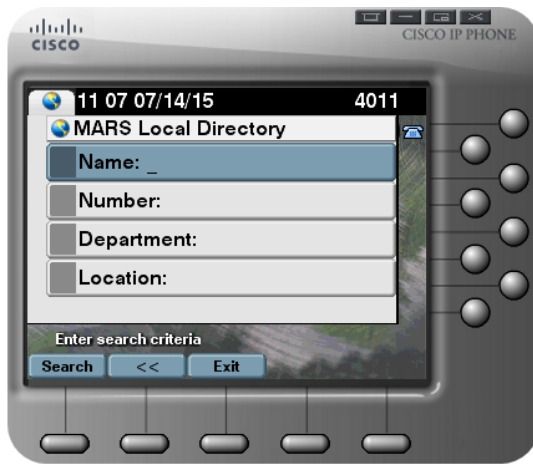 CISCO
CISCO IP PHONE
11 07 07/14/15 4011
MARS Local Directory
Name: _
Number:
Department:
Location:
Enter search criteria
Search << Exit